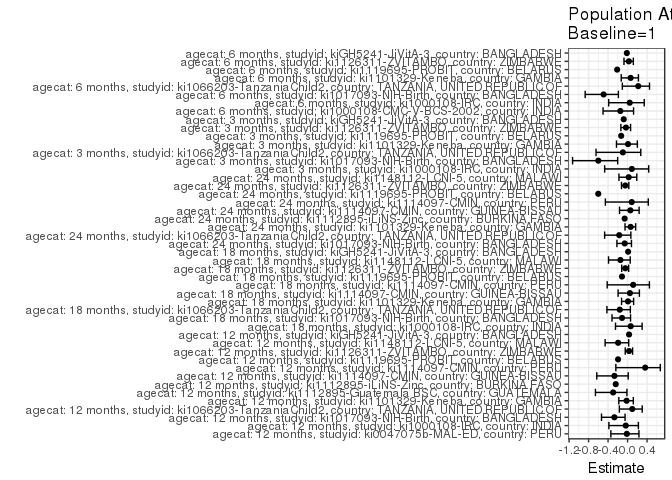 Population At
Baseline=1
agecat: 6 months, studyid: kiGH5241-JiVitA-3, country: BANGLADESH
agecat: 6 months, studyid: ki1126311-ZVITAMBO, country: ZIMBABWE
agecat: 6 months, studyid: ki1119695-PROBIT, country: BELARUS
agecat: 6 months, studyid: ki1101329-Keneba, country: GAMBIA
agecat: 6 months, studyid: ki1066203-TanzaniaChild2, country: TANZANIA, UNITED REPUBLIC OF
agecat: 6 months, studyid: ki1017093-NIH-Birth, country: BANGLADESH
agecat: 6 months, studyid: ki1000108-IRC, country: INDIA
agecat: 6 months, studyid: ki1000108-CMC-V-BCS-2002, country: INDIA
agecat: 3 months, studyid: kiGH5241-JiVitA-3, country: BANGLADESH
agecat: 3 months, studyid: ki1126311-ZVITAMBO, country: ZIMBABWE
agecat: 3 months, studyid: ki1119695-PROBIT, country: BELARUS
agecat: 3 months, studyid: ki1101329-Keneba, country: GAMBIA
agecat: 3 months, studyid: ki1066203-TanzaniaChild2, country: TANZANIA, UNITED REPUBLIC OF
agecat: 3 months, studyid: ki1017093-NIH-Birth, country: BANGLADESH
agecat: 3 months, studyid: ki1000108-IRC, country: INDIA
agecat: 24 months, studyid: ki1148112-LCNI-5, country: MALAWI
agecat: 24 months, studyid: ki1126311-ZVITAMBO, country: ZIMBABWE
agecat: 24 months, studyid: ki1119695-PROBIT, country: BELARUS
agecat: 24 months, studyid: ki1114097-CMIN, country: PERU
agecat: 24 months, studyid: ki1114097-CMIN, country: GUINEA-BISSAU
agecat: 24 months, studyid: ki1112895-iLiNS-Zinc, country: BURKINA FASO
agecat: 24 months, studyid: ki1101329-Keneba, country: GAMBIA
agecat: 24 months, studyid: ki1066203-TanzaniaChild2, country: TANZANIA, UNITED REPUBLIC OF
agecat: 24 months, studyid: ki1017093-NIH-Birth, country: BANGLADESH
agecat: 18 months, studyid: kiGH5241-JiVitA-3, country: BANGLADESH
agecat: 18 months, studyid: ki1148112-LCNI-5, country: MALAWI
agecat: 18 months, studyid: ki1126311-ZVITAMBO, country: ZIMBABWE
agecat: 18 months, studyid: ki1119695-PROBIT, country: BELARUS
agecat: 18 months, studyid: ki1114097-CMIN, country: PERU
agecat: 18 months, studyid: ki1114097-CMIN, country: GUINEA-BISSAU
agecat: 18 months, studyid: ki1101329-Keneba, country: GAMBIA
agecat: 18 months, studyid: ki1066203-TanzaniaChild2, country: TANZANIA, UNITED REPUBLIC OF
agecat: 18 months, studyid: ki1017093-NIH-Birth, country: BANGLADESH
agecat: 18 months, studyid: ki1000108-IRC, country: INDIA
agecat: 12 months, studyid: kiGH5241-JiVitA-3, country: BANGLADESH
agecat: 12 months, studyid: ki1148112-LCNI-5, country: MALAWI
agecat: 12 months, studyid: ki1126311-ZVITAMBO, country: ZIMBABWE
agecat: 12 months, studyid: ki1119695-PROBIT, country: BELARUS
agecat: 12 months, studyid: ki1114097-CMIN, country: PERU
agecat: 12 months, studyid: ki1114097-CMIN, country: GUINEA-BISSAU
agecat: 12 months, studyid: ki1112895-iLiNS-Zinc, country: BURKINA FASO
agecat: 12 months, studyid: ki1112895-Guatemala BSC, country: GUATEMALA
agecat: 12 months, studyid: ki1101329-Keneba, country: GAMBIA
agecat: 12 months, studyid: ki1066203-TanzaniaChild2, country: TANZANIA, UNITED REPUBLIC OF
agecat: 12 months, studyid: ki1017093-NIH-Birth, country: BANGLADESH
agecat: 12 months, studyid: ki1000108-IRC, country: INDIA
agecat: 12 months, studyid: ki0047075b-MAL-ED, country: PERU
-1.2 -0.8 -0.4 0.0 0.4
Estimate